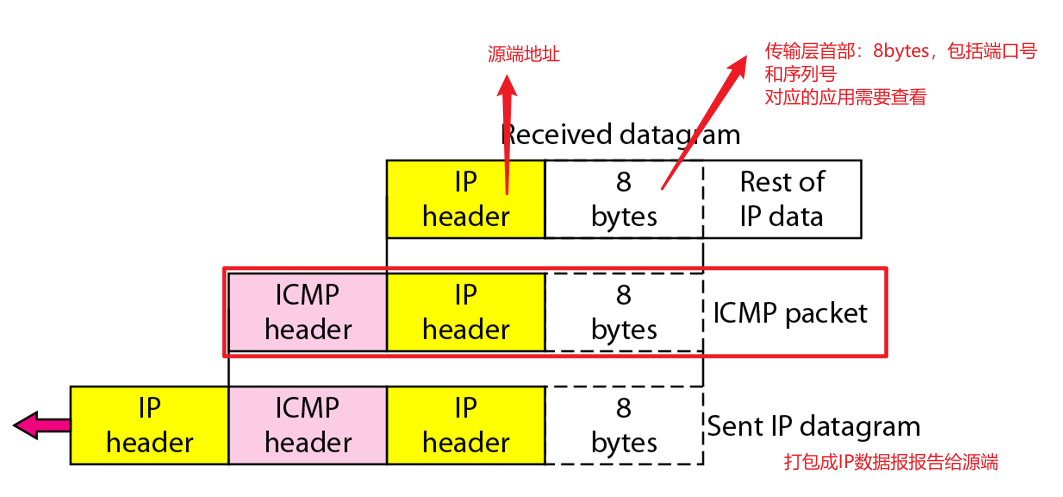 源端地址
传输层首部：8bytes，包括端口号
和序列号
对应的应用需要查看
Received datagram
IP
header
8
bytes
Rest of
IP data
ICMP
header
IP
header
8
bytes
ICMP packet
IP
header
ICMP
header
IP
header
8
bytes
Sent IP datagram
打包成IP数据报报告给源端